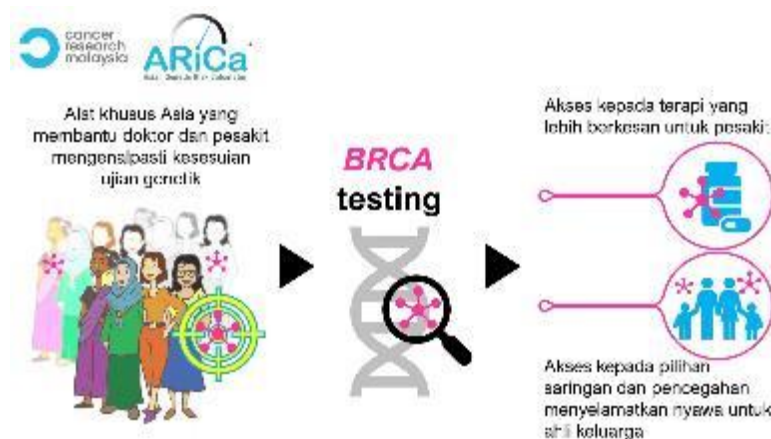 cancer
research
malaysia
ARiCa
Alat khusus Asia yang
membantu doktor dan pesakit
mengenalpasti kesesuaian
ujian genetik
BRCA
testing
Akses kepada terapi yang
lebih berkesan untuk pesakit
Akses kepada pilihan
saringan dan pencegahan
menyelamatkan nyawa untuk
ahli keluarga